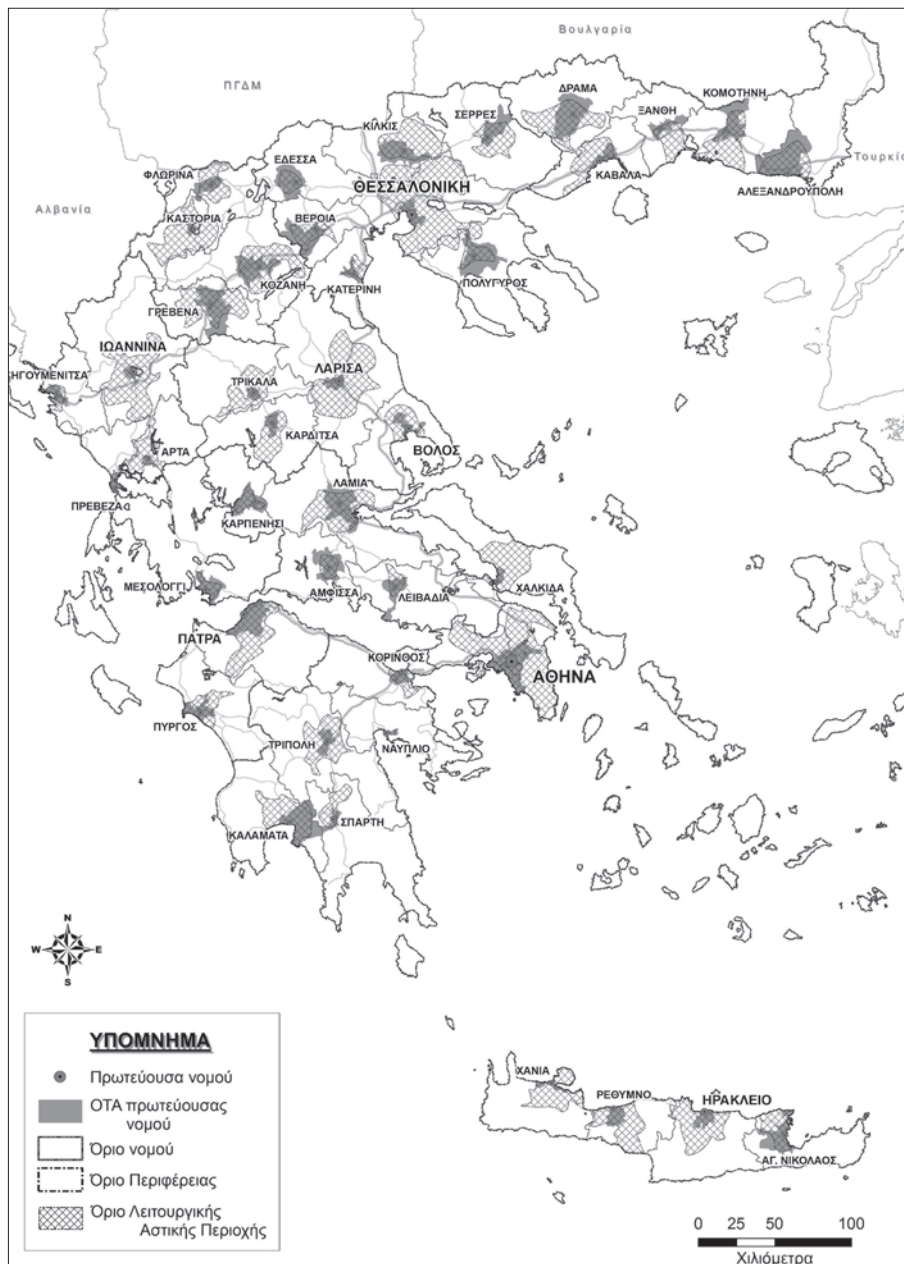 Βουλγαρία
ΠΓΔΜ
ΔΡΑΜΑ
ΚΟΜΟΤΗΝΗ
ΞΑΝΘΗ
ΣΕΡΡΕΣ
ΚΙΛΚΙΣ
Τουρκία
ΕΔΕΣΣΑ
ΦΛΩΡΙΝΑ
ΚΑΒΑΛΑ
ΘΕΣΣΑΛΟΝΙΚΗ
ΑΛΕΞΑΝΔΡΟΥΠΟΛΗ
Αλβανία
ΚΑΣΤΟΡΙΑ
ΒΕΡΟΙΑ
ΚΟΖΑΝΗ
ΚΑΤΕΡΙΝΗ
ΠΟΛΥΓΥΡΟΣ
ΓΡΕΒΕΝΑ
ΙΩΑΝΝΙΝΑ
ΗΓΟΥΜΕΝΙΤΣΑ
ΤΡΙΚΑΛΑ
ΛΑΡΙΣΑ
ΚΑΡΔΙΤΣΑ
ΒΟΛΟΣ
ΑΡΤΑ
ΛΑΜΙΑ
ΠΡΕΒΕΖΑ
ΚΑΡΠΕΝΗΣΙ
ΜΕΣΟΛΟΓΓΙ
ΑΜΦΙΣΣΑ
ΛΕΙΒΑΔΙΑ
ΧΑΛΚΙΔΑ
ΠΑΤΡΑ
ΚΟΡΙΝΘΟΣ
ΑΘΗΝΑ
ΠΥΡΓΟΣ
ΤΡΙΠΟΛΗ
ΝΑΥΠΛΙΟ
ΚΑΛΑΜΑΤΑ
ΣΠΑΡΤΗ
N
W E
S
ΥΠΟΜΝΗΜΑ
Πρωτεύουσα νομού
ΟΤΑ πρωτεύουσας
νομού
Όριο νομού
Όριο Περιφέρειας
Όριο Λειτουργικής
Αστικής Περιοχής
ΧΑΝΙΑ
ΡΕΘΥΜΝΟ
ΗΡΑΚΛΕΙΟ
ΑΓ. ΝΙΚΟΛΑΟΣ
0 25 50 100
Χιλιόμετρα